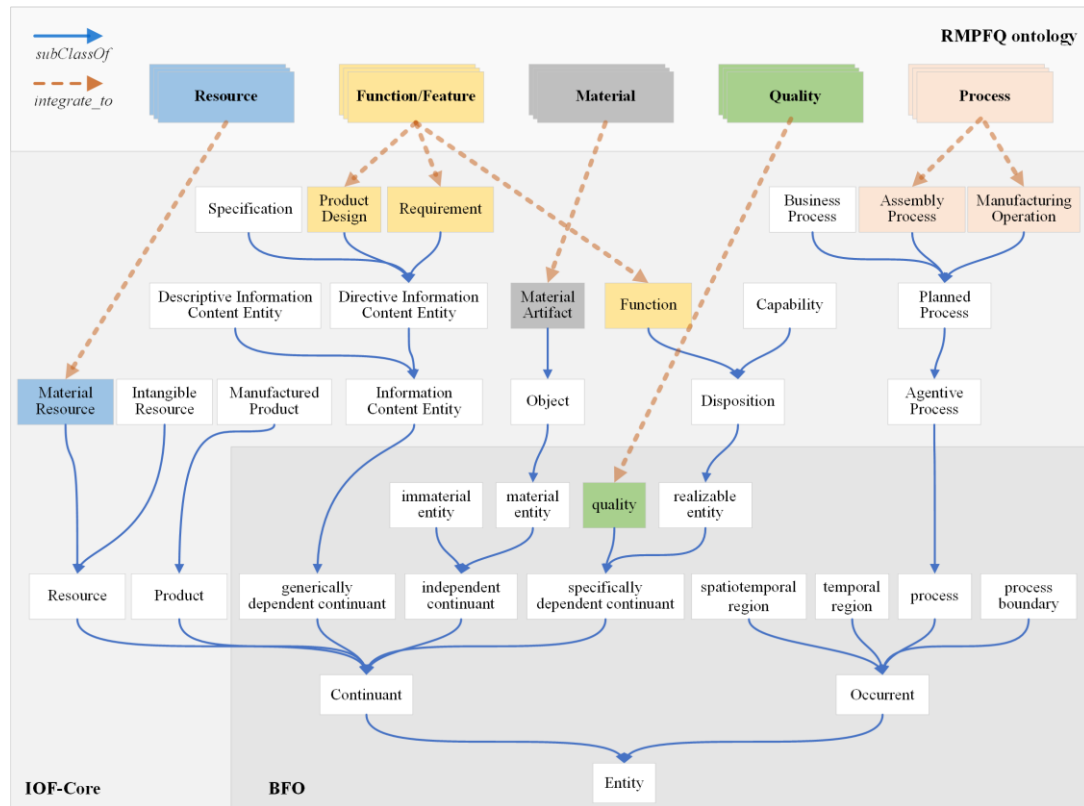 RMPFQ ontology
subClassOf
integrate_to
Resource
Function/Feature
Material
Quality
Process
Specification
Product
Design
Requirement
Business
Process
Assembly
Process
Manufacturing
Operation
Descriptive Information
Content Entity
Directive Information
Content Entity
Material
Artifact
Function
Capability
Planned
Process
Material
Resource
Intangible
Resource
Manufactured
Product
Information
Content Entity
Object
Disposition
Agentive
Process
immaterial
entity
material
entity
quality
realizable
entity
Resource
Product
generically
dependent continuant
independent
continuant
specifically
dependent continuant
spatiotemporal
region
temporal
region
process
process
boundary
Continuant
Occurrent
Entity
IOF-Core
BFO